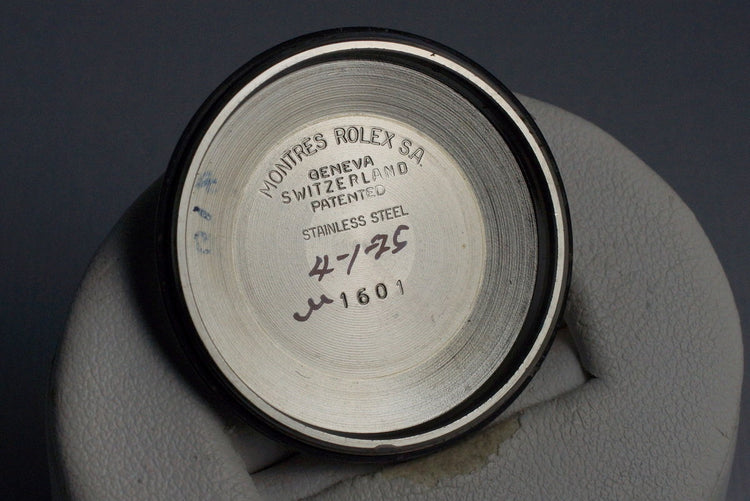 MONTRES ROLEX S.A.
GENEVA
SWITZERLAND
PATENTED
STAINLESS STEEL
4-1-75
1601